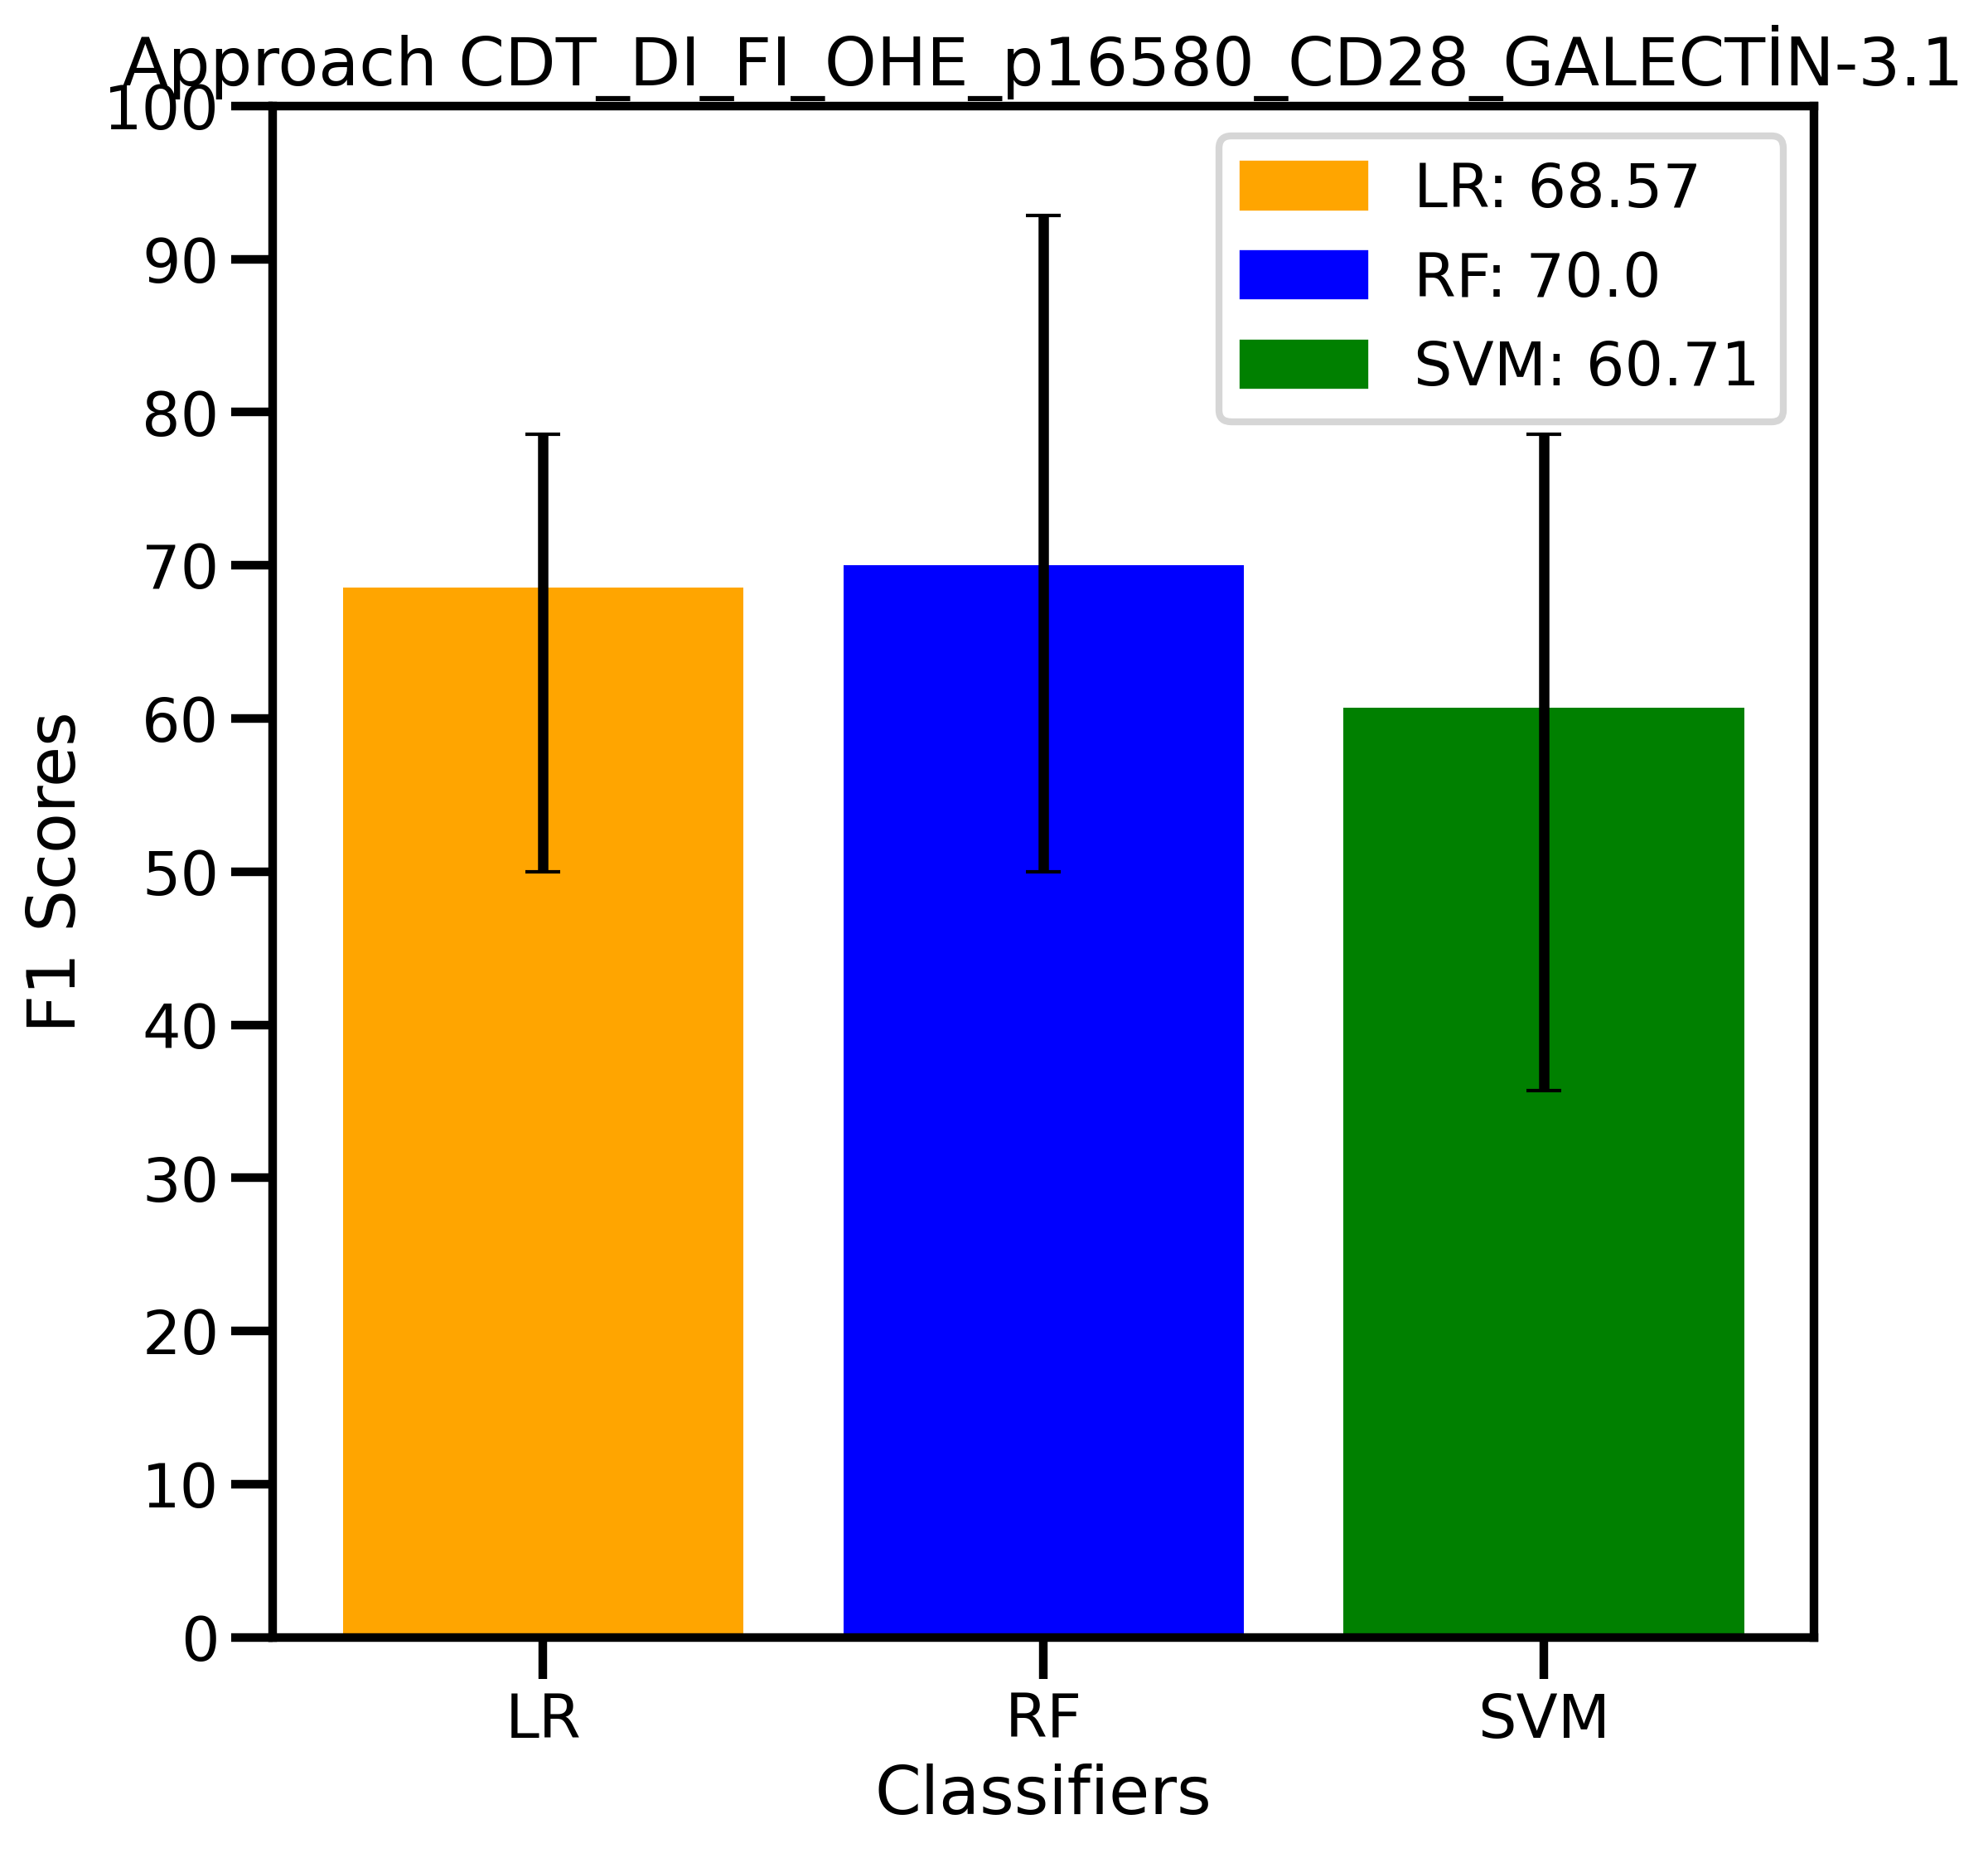 Approach CDT_DI_FI_OHE_p16580_CD28_GALECTİN-3.1
100
90
80
70
60
50
40
30
20
10
0
F1 Scores
LR: 68.57
RF: 70.0
SVM: 60.71
LR
RF
SVM
Classifiers